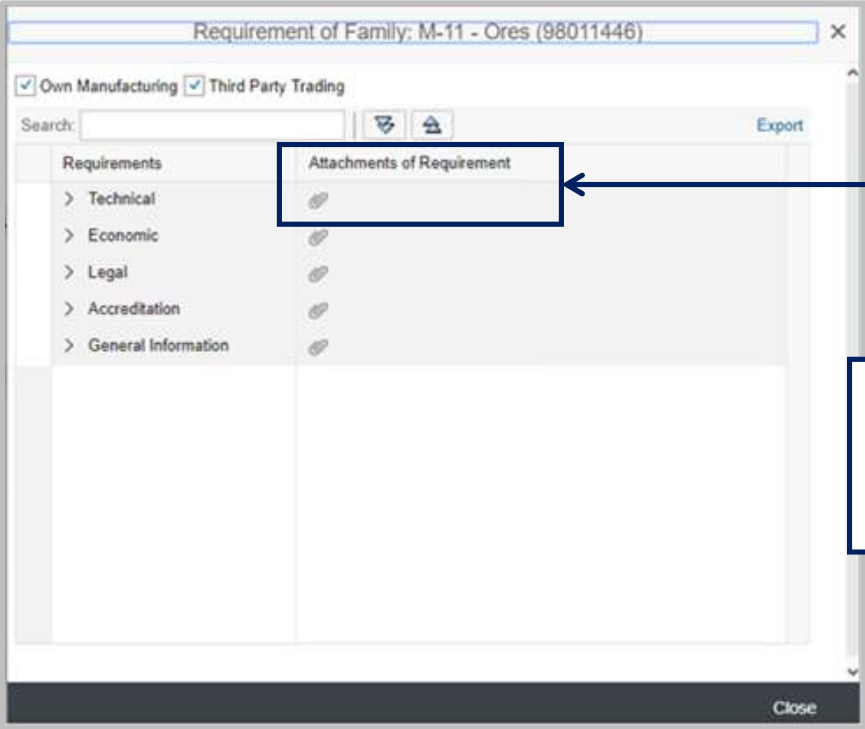 Requirement of Family: M-11 - Ores (98011446)
Own Manufacturing Third Party Trading
Search: Export
Requirements Attachments of Requirement
Technical
Economic
Legal
Accreditation
General Information
Close